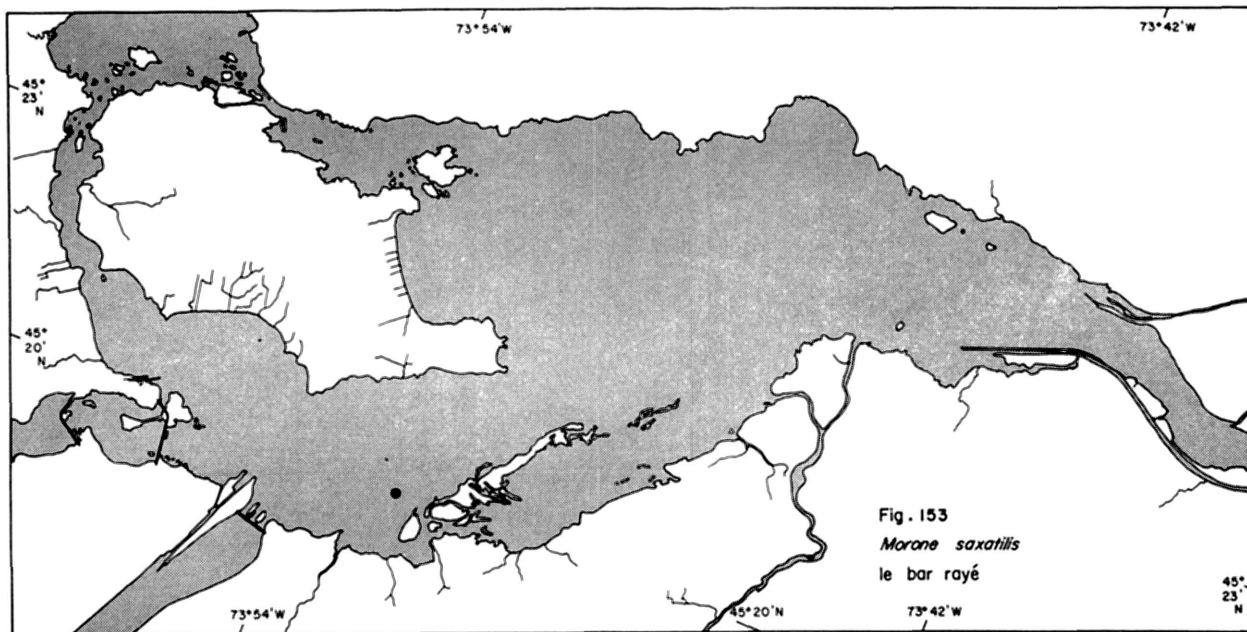 73°54'W
73°42'W
45°
23'
N
45°
20'
N
Fig. 153
Morone saxatilis
le bar rayé
45°
23'
N
73°54'W
45°20'N
73°42'W